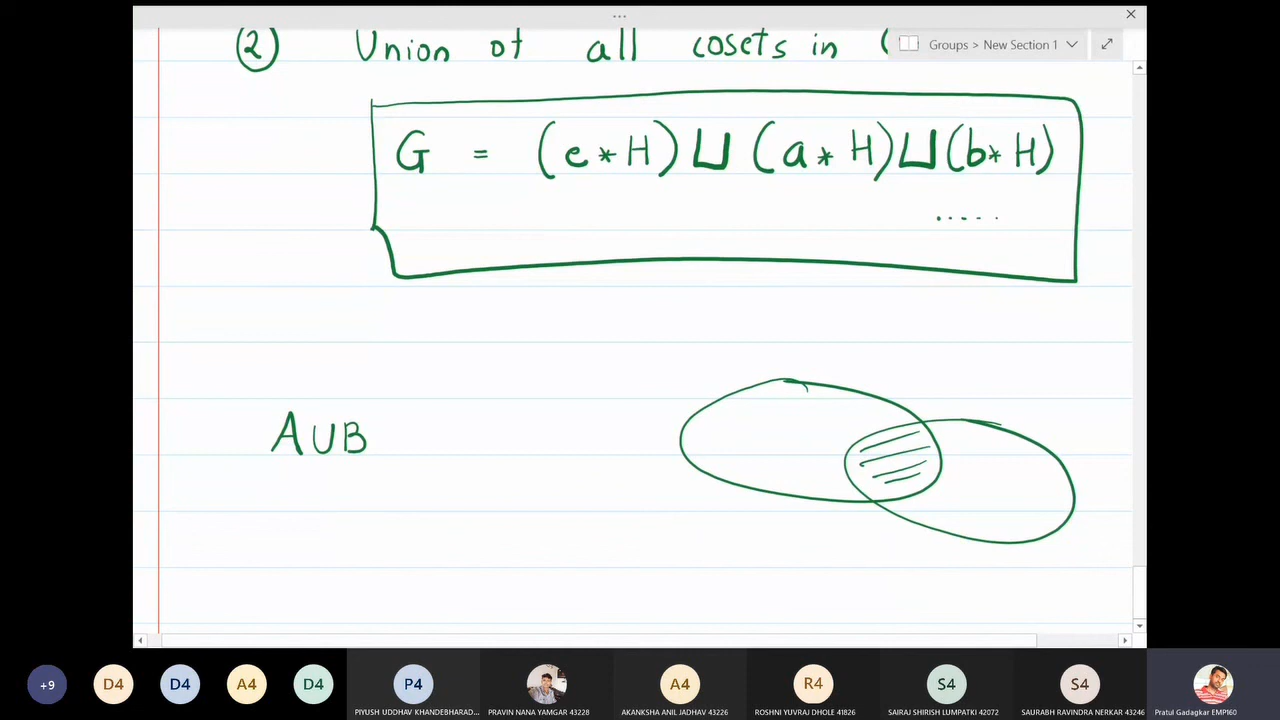 ② Union of all cosets in (
Groups > New Section 1
G = (e * H) ⊔ (a * H) ⊔ (b * H)
.....
A ∪ B
+9
D4
D4
A4
D4
P4
A4
R4
S4
S4
PIYUSH UDDHAV KHANDEBHARAD...
PRAVIN NANA YAMGAR 43228
AKANKSHA ANIL JADHAV 43226
ROSHNI YUVRAJ DHOLE 41826
SAIRAJ SHIRISH LUMPATKI 42072
SAURABH RAVINDRA NERKAR 43246
Pratul Gadagkar EMP160